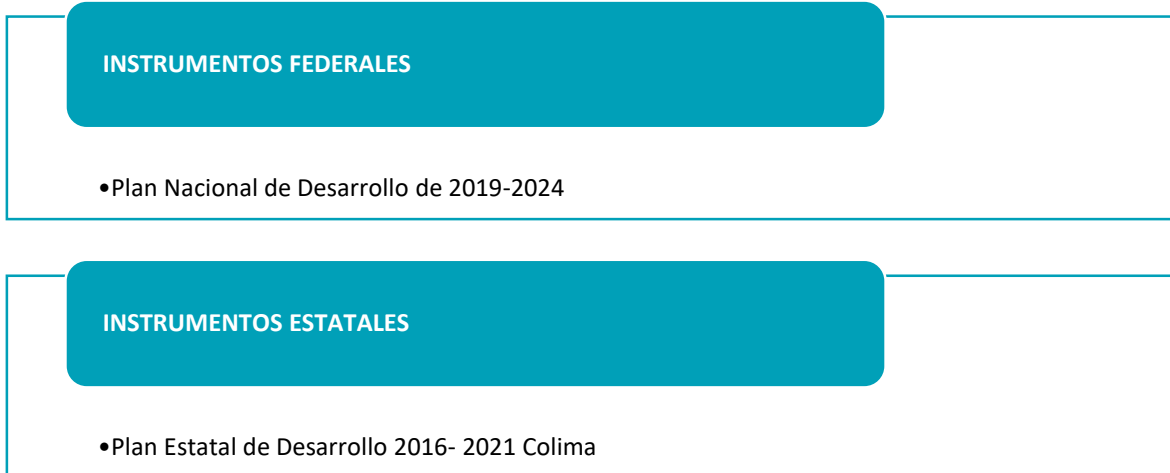 INSTRUMENTOS FEDERALES
•Plan Nacional de Desarrollo de 2019-2024
INSTRUMENTOS ESTATALES
•Plan Estatal de Desarrollo 2016- 2021 Colima